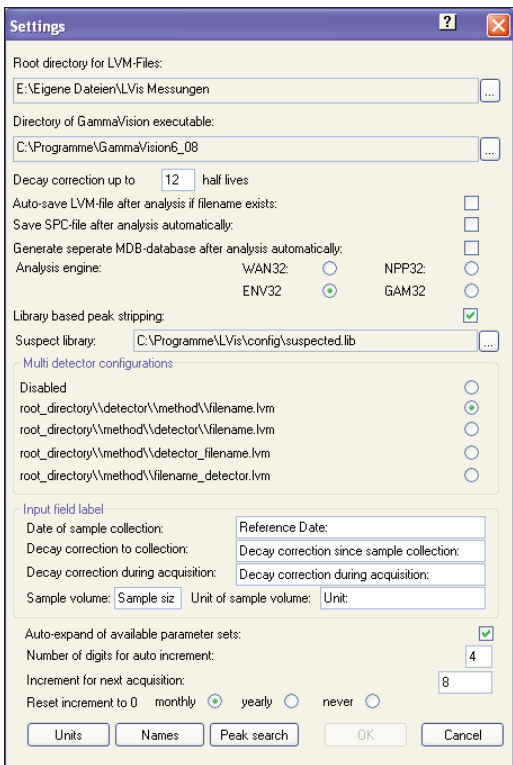 Settings ?
Root directory for LVM-Files:
E:\Eigene Dateien\LVis Messungen ...
Directory of GammaVision executable:
C:\Programme\GammaVision6_08 ...
Decay correction up to 12 half lives
Auto-save LVM-file after analysis if filename exists:
Save SPC-file after analysis automatically:
Generate seperate MDB-database after analysis automatically:
Analysis engine: WAN32: NPP32:
ENV32 GAM32
Library based peak stripping:
Suspect library: C:\Programme\LVis\config\suspected.lib ...
Multi detector configurations
Disabled
root_directory\\detector\\method\\filename.lvm
root_directory\\method\\detector\\filename.lvm
root_directory\\method\\detector_filename.lvm
root_directory\\method\\filename_detector.lvm
Input field label
Date of sample collection: Reference Date:
Decay correction to collection: Decay correction since sample collection:
Decay correction during acquisition: Decay correction during acquisition:
Sample volume: Sample siz Unit of sample volume: Unit:
Auto-expand of available parameter sets:
Number of digits for auto increment: 4
Increment for next acquisition: 8
Reset increment to 0 monthly yearly never
Units Names Peak search OK Cancel